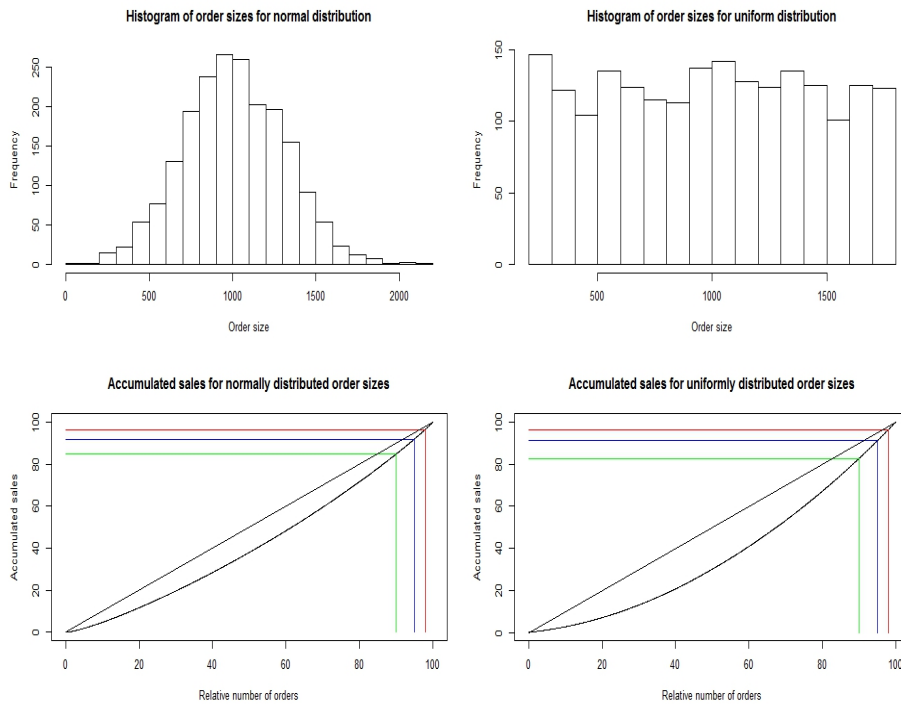 Histogram of order sizes for normal distribution
Frequency
250
200
150
100
50
0
0 500 1000 1500 2000
Order size
Histogram of order sizes for uniform distribution
Frequency
150
100
50
0
500 1000 1500
Order size
Accumulated sales for normally distributed order sizes
Accumulated sales
100
80
60
40
20
0
0 20 40 60 80 100
Relative number of orders
Accumulated sales for uniformly distributed order sizes
Accumulated sales
100
80
60
40
20
0
0 20 40 60 80 100
Relative number of orders